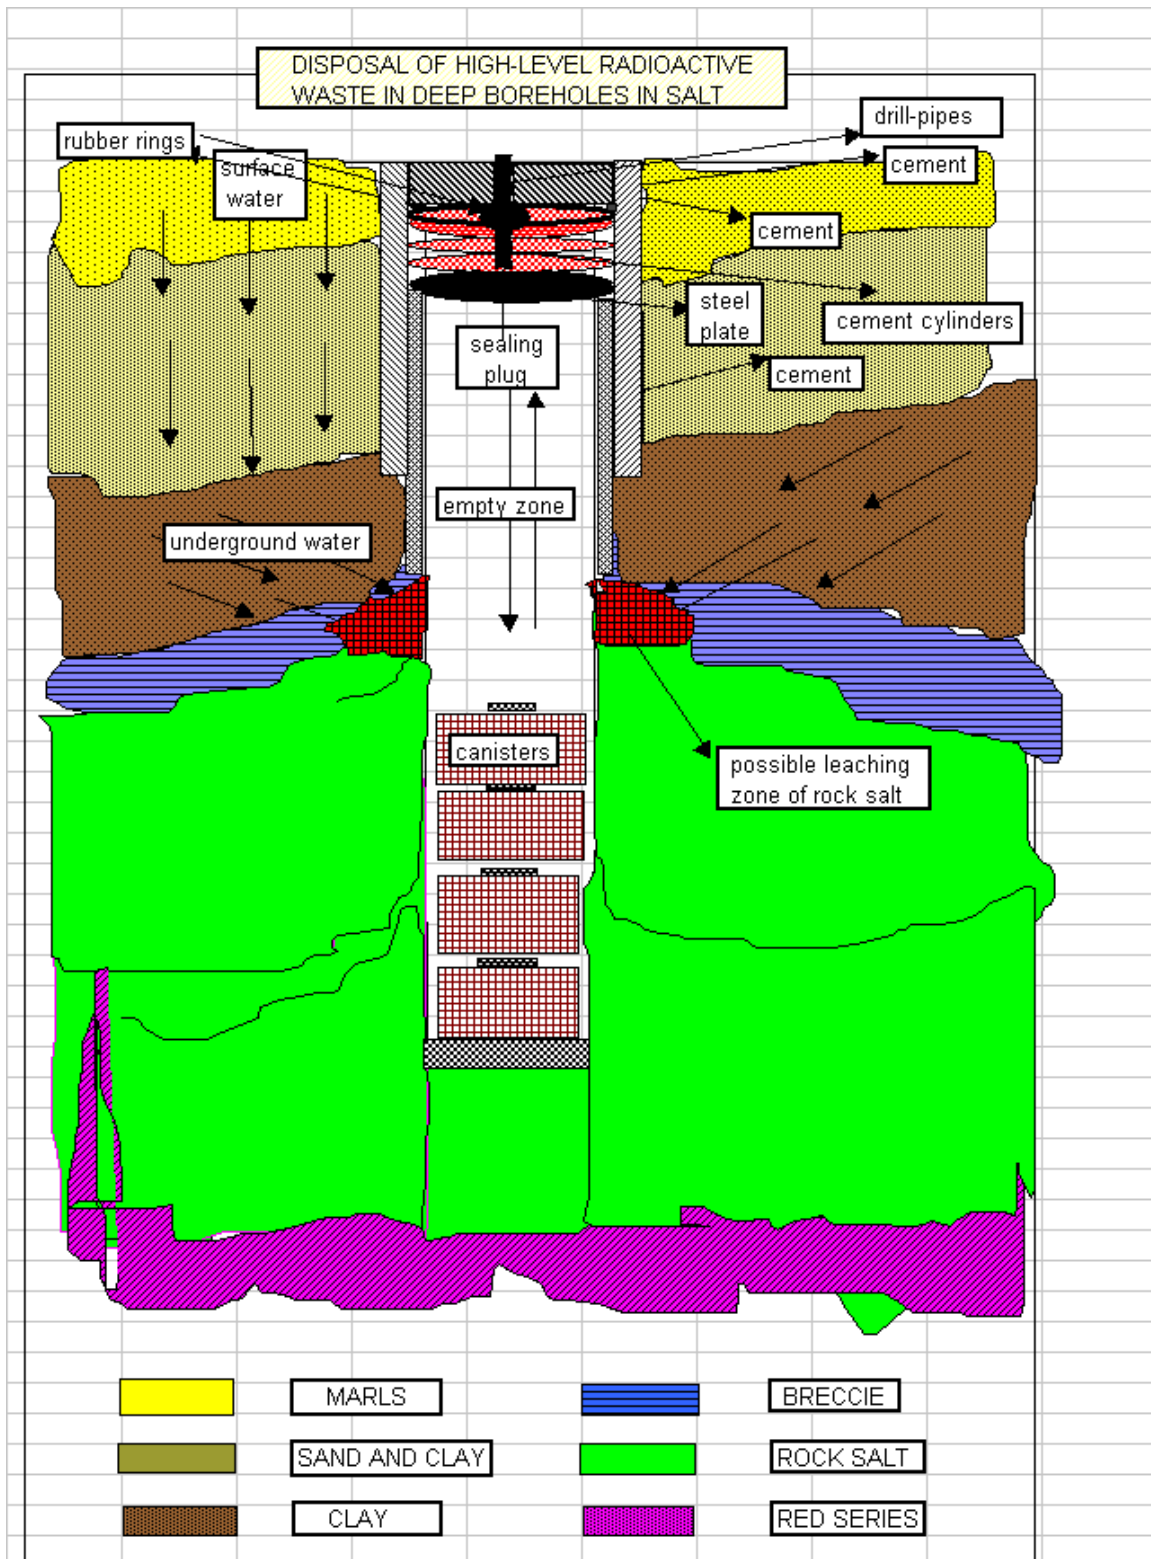 DISPOSAL OF HIGH-LEVEL RADIOACTIVE
WASTE IN DEEP BOREHOLES IN SALT
drill-pipes
rubber rings
cement
surface
water
cement
steel
plate
cement cylinders
sealing
plug
cement
empty zone
underground water
canisters
possible leaching
zone of rock salt
MARLS
BRECCIE
SAND AND CLAY
ROCK SALT
CLAY
RED SERIES